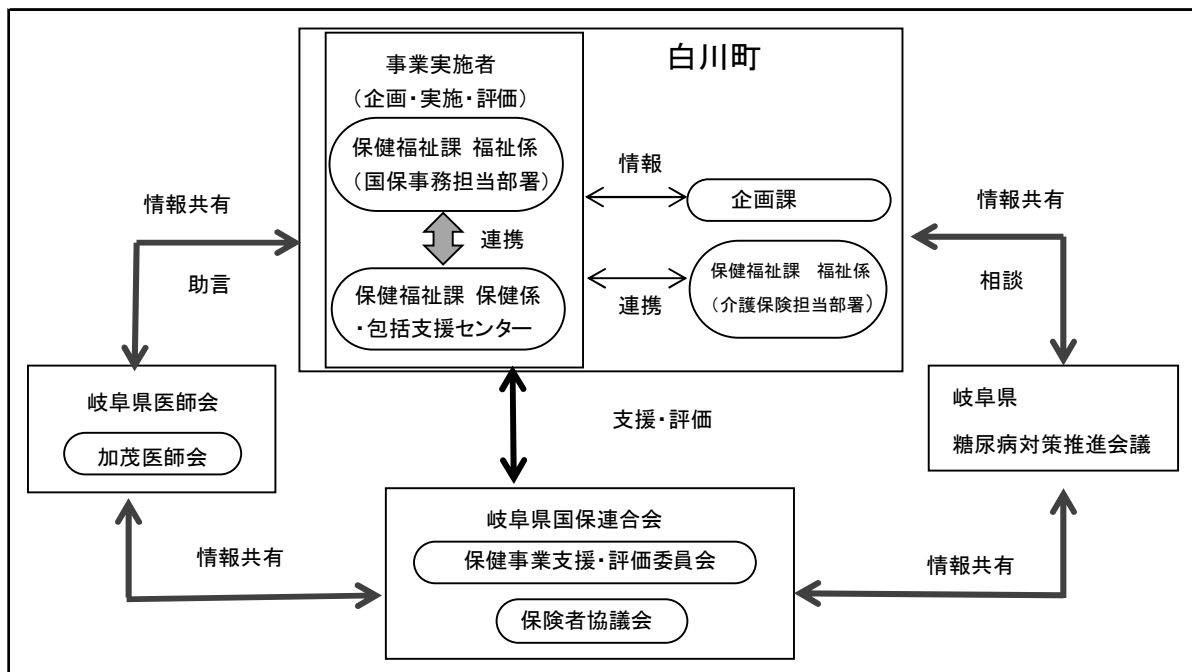 白川町
事業実施者
(企画・実施・評価)
保健福祉課 福祉係
(国保事務担当部署)
連携
保健福祉課 保健係
・包括支援センター
情報
企画課
連携
保健福祉課 福祉係
(介護保険担当部署)
情報共有
助言
情報共有
相談
岐阜県医師会
加茂医師会
支援・評価
岐阜県
糖尿病対策推進会議
岐阜県国保連合会
保健事業支援・評価委員会
保険者協議会
情報共有
情報共有